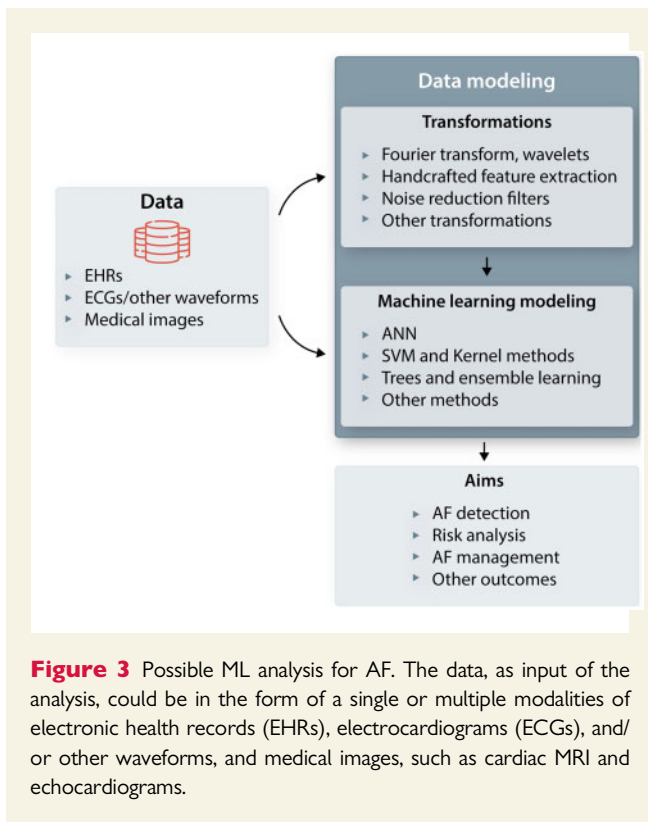 Data modeling
Transformations
Fourier transform, wavelets
Handcrafted feature extraction
Noise reduction filters
Other transformations
Data
EHRs
ECGs/other waveforms
Medical images
Machine learning modeling
ANN
SVM and Kernel methods
Trees and ensemble learning
Other methods
Aims
AF detection
Risk analysis
AF management
Other outcomes
Figure 3 Possible ML analysis for AF. The data, as input of the
analysis, could be in the form of a single or multiple modalities of
electronic health records (EHRs), electrocardiograms (ECGs), and/
or other waveforms, and medical images, such as cardiac MRI and
echocardiograms.